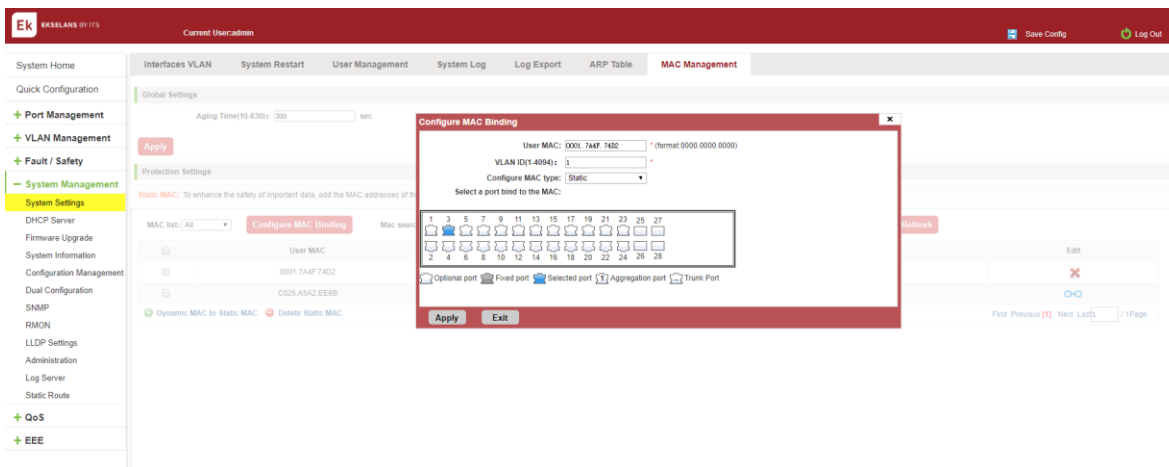 Ek EKSELANS BY ITS
Current User:admin
Save Config
Log Out
System Home
Quick Configuration
+ Port Management
+ VLAN Management
+ Fault / Safety
− System Management
System Settings
DHCP Server
Firmware Upgrade
System Information
Configuration Management
Dual Configuration
SNMP
RMON
LLDP Settings
Administration
Log Server
Static Route
+ QoS
+ EEE
Interfaces VLAN System Restart User Management System Log Log Export ARP Table MAC Management
Global Settings
Aging Time(10-630): 300 sec
Apply
Protection Settings
Static MAC: To enhance the safety of important data, add the MAC addresses of th
MAC list: All Configure MAC Binding Mac searc
Refresh
User MAC Edit
0001.7A4F.74D2
C025.A5A2.EE6B
Dynamic MAC to Static MAC Delete Static MAC
First Previous [1] Next Last 1 / 1Page
Configure MAC Binding ×
User MAC: 0001.7A4F.74D2 * (format:0000.0000.0000)
VLAN ID(1-4094): 1 *
Configure MAC type: Static
Select a port bind to the MAC:
1 3 5 7 9 11 13 15 17 19 21 23 25 27
2 4 6 8 10 12 14 16 18 20 22 24 26 28
Optional port Fixed port Selected port 1 Aggregation port Trunk Port
Apply Exit